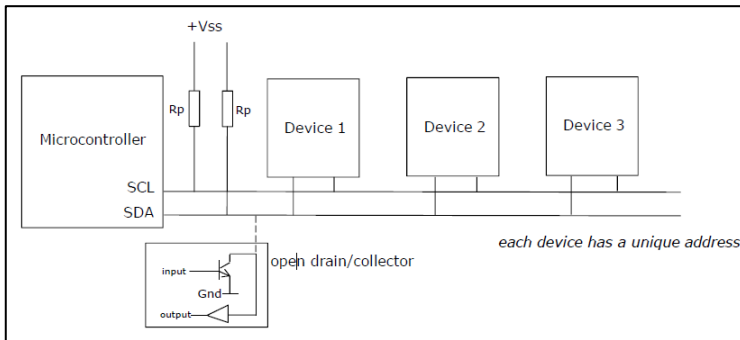 +Vss
Rp
Rp
Microcontroller
Device 1
Device 2
Device 3
SCL
SDA
each device has a unique address
open drain/collector
input
Gnd
output